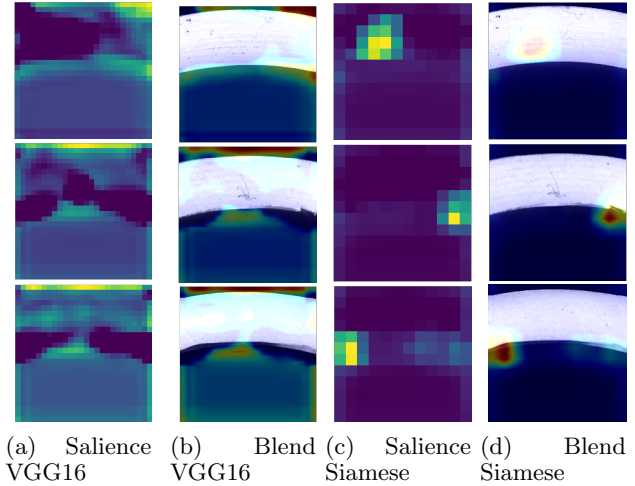 (a) Salience
VGG16
(b) Blend
VGG16
(c) Salience
Siamese
(d) Blend
Siamese